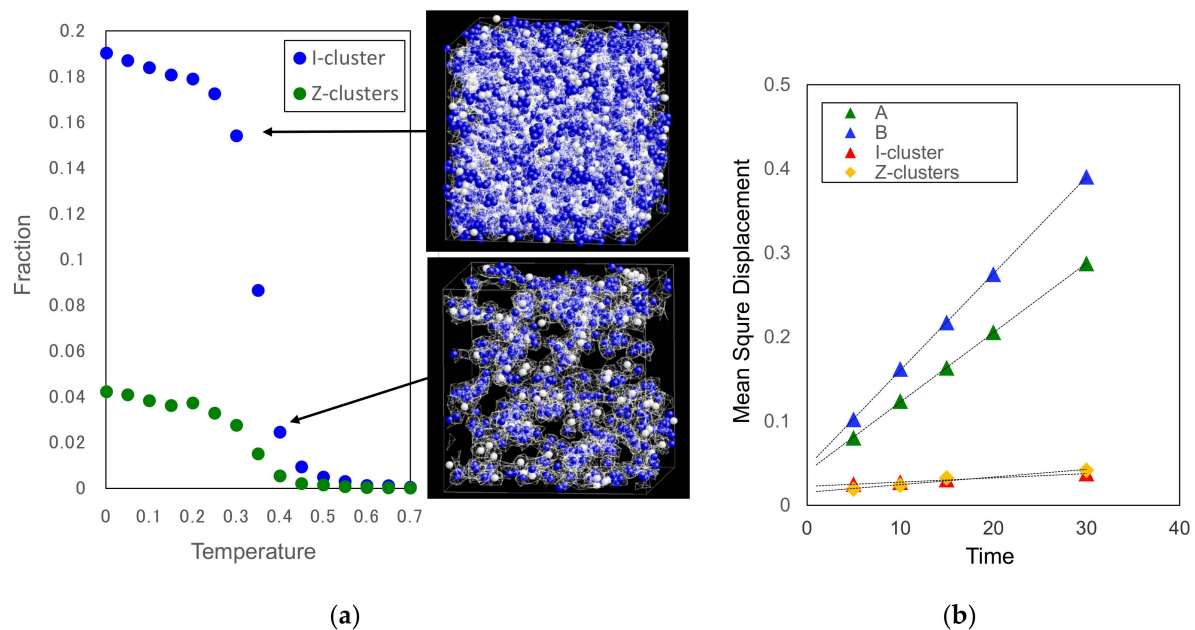 0.2
0.18
0.16
0.14
0.12
0.1
0.08
0.06
0.04
0.02
0
Fraction
I-cluster
Z-clusters
0 0.1 0.2 0.3 0.4 0.5 0.6 0.7
Temperature
(a)
0.5
0.4
0.3
0.2
0.1
0
Mean Squre Displacement
A
B
I-cluster
Z-clusters
0 10 20 30 40
Time
(b)